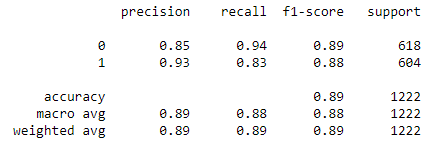 precision recall f1-score support
0 0.85 0.94 0.89 618
1 0.93 0.83 0.88 604
accuracy 0.89 1222
macro avg 0.89 0.88 0.88 1222
weighted avg 0.89 0.89 0.89 1222